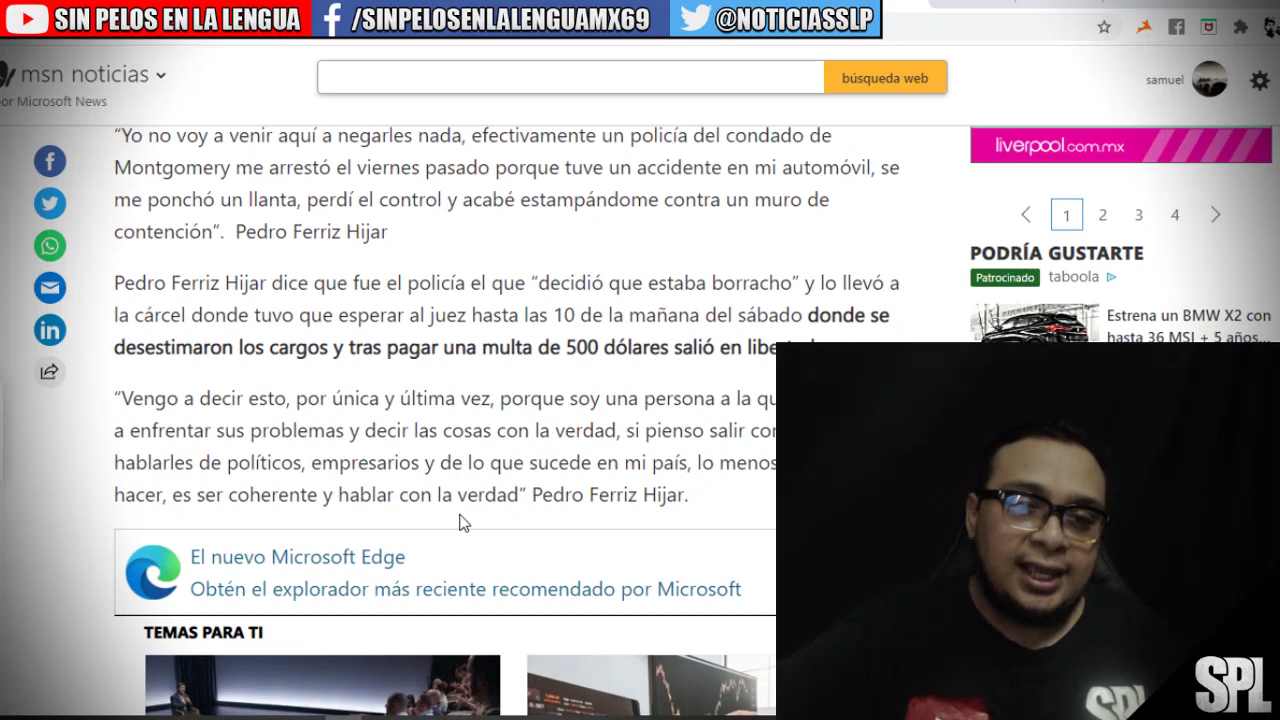 SIN PELOS EN LA LENGUA
/SINPELOSENLALENGUAMX69
@NOTICIASSLP
msn noticias
por Microsoft News
búsqueda web
samuel
“Yo no voy a venir aquí a negarles nada, efectivamente un policía del condado de
Montgomery me arrestó el viernes pasado porque tuve un accidente en mi automóvil, se
me ponchó un llanta, perdí el control y acabé estampándome contra un muro de
contención”. Pedro Ferriz Hijar
Pedro Ferriz Hijar dice que fue el policía el que “decidió que estaba borracho” y lo llevó a
la cárcel donde tuvo que esperar al juez hasta las 10 de la mañana del sábado donde se
desestimaron los cargos y tras pagar una multa de 500 dólares salió en
“Vengo a decir esto, por única y última vez, porque soy una persona a la
a enfrentar sus problemas y decir las cosas con la verdad, si pienso salir
hablarles de políticos, empresarios y de lo que sucede en mi país, lo menos
hacer, es ser coherente y hablar con la verdad” Pedro Ferriz Hijar.
El nuevo Microsoft Edge
Obtén el explorador más reciente recomendado por Microsoft
TEMAS PARA TI
liverpool.com.mx
1 2 3 4
PODRÍA GUSTARTE
Patrocinado taboola
Estrena un BMW X2 con
hasta 36 MSI + 5 años...
SPL
SPL